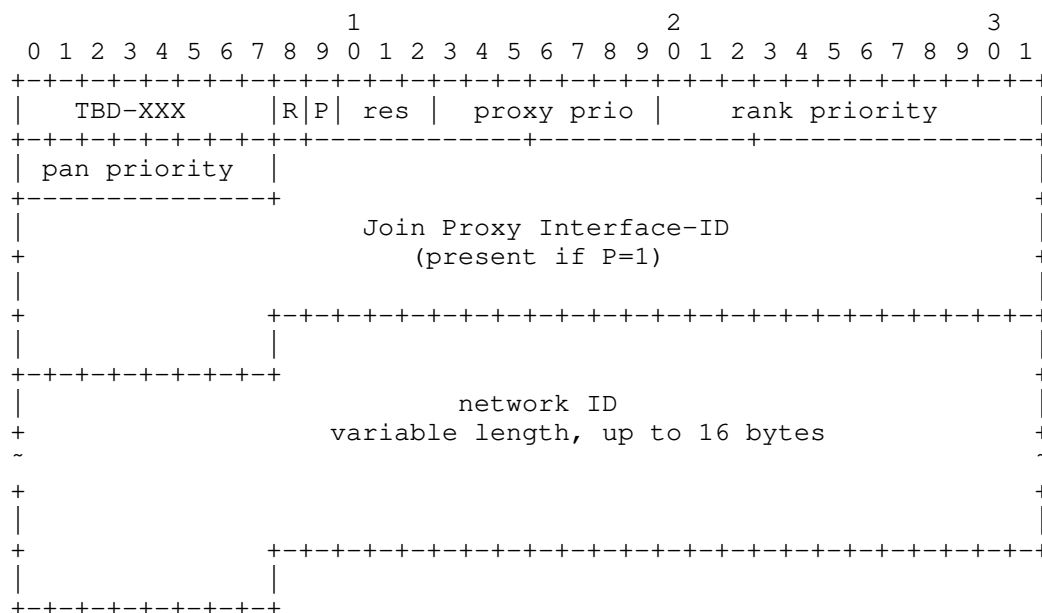 1                   2                   3
 0 1 2 3 4 5 6 7 8 9 0 1 2 3 4 5 6 7 8 9 0 1 2 3 4 5 6 7 8 9 0 1
+-+-+-+-+-+-+-+-+-+-+-+-+-+-+-+-+-+-+-+-+-+-+-+-+-+-+-+-+-+-+-+-+
|   TBD-XXX     |R|P| res |  proxy prio |    rank priority      |
+-+-+-+-+-+-+-+-+-+-------------+-------------+-----------------+
| pan priority  |                                               |
+---------------+                                               +
|                     Join Proxy Interface-ID                   |
+                        (present if P=1)                       +
|                                                               |
+               +-+-+-+-+-+-+-+-+-+-+-+-+-+-+-+-+-+-+-+-+-+-+-+-+
|               |                                               |
+-+-+-+-+-+-+-+-+                                               +
|                           network ID                          |
+                   variable length, up to 16 bytes             +
~                                                               ~
+                                                               +
|                                                               |
+               +-+-+-+-+-+-+-+-+-+-+-+-+-+-+-+-+-+-+-+-+-+-+-+-+
|               |
+-+-+-+-+-+-+-+-+